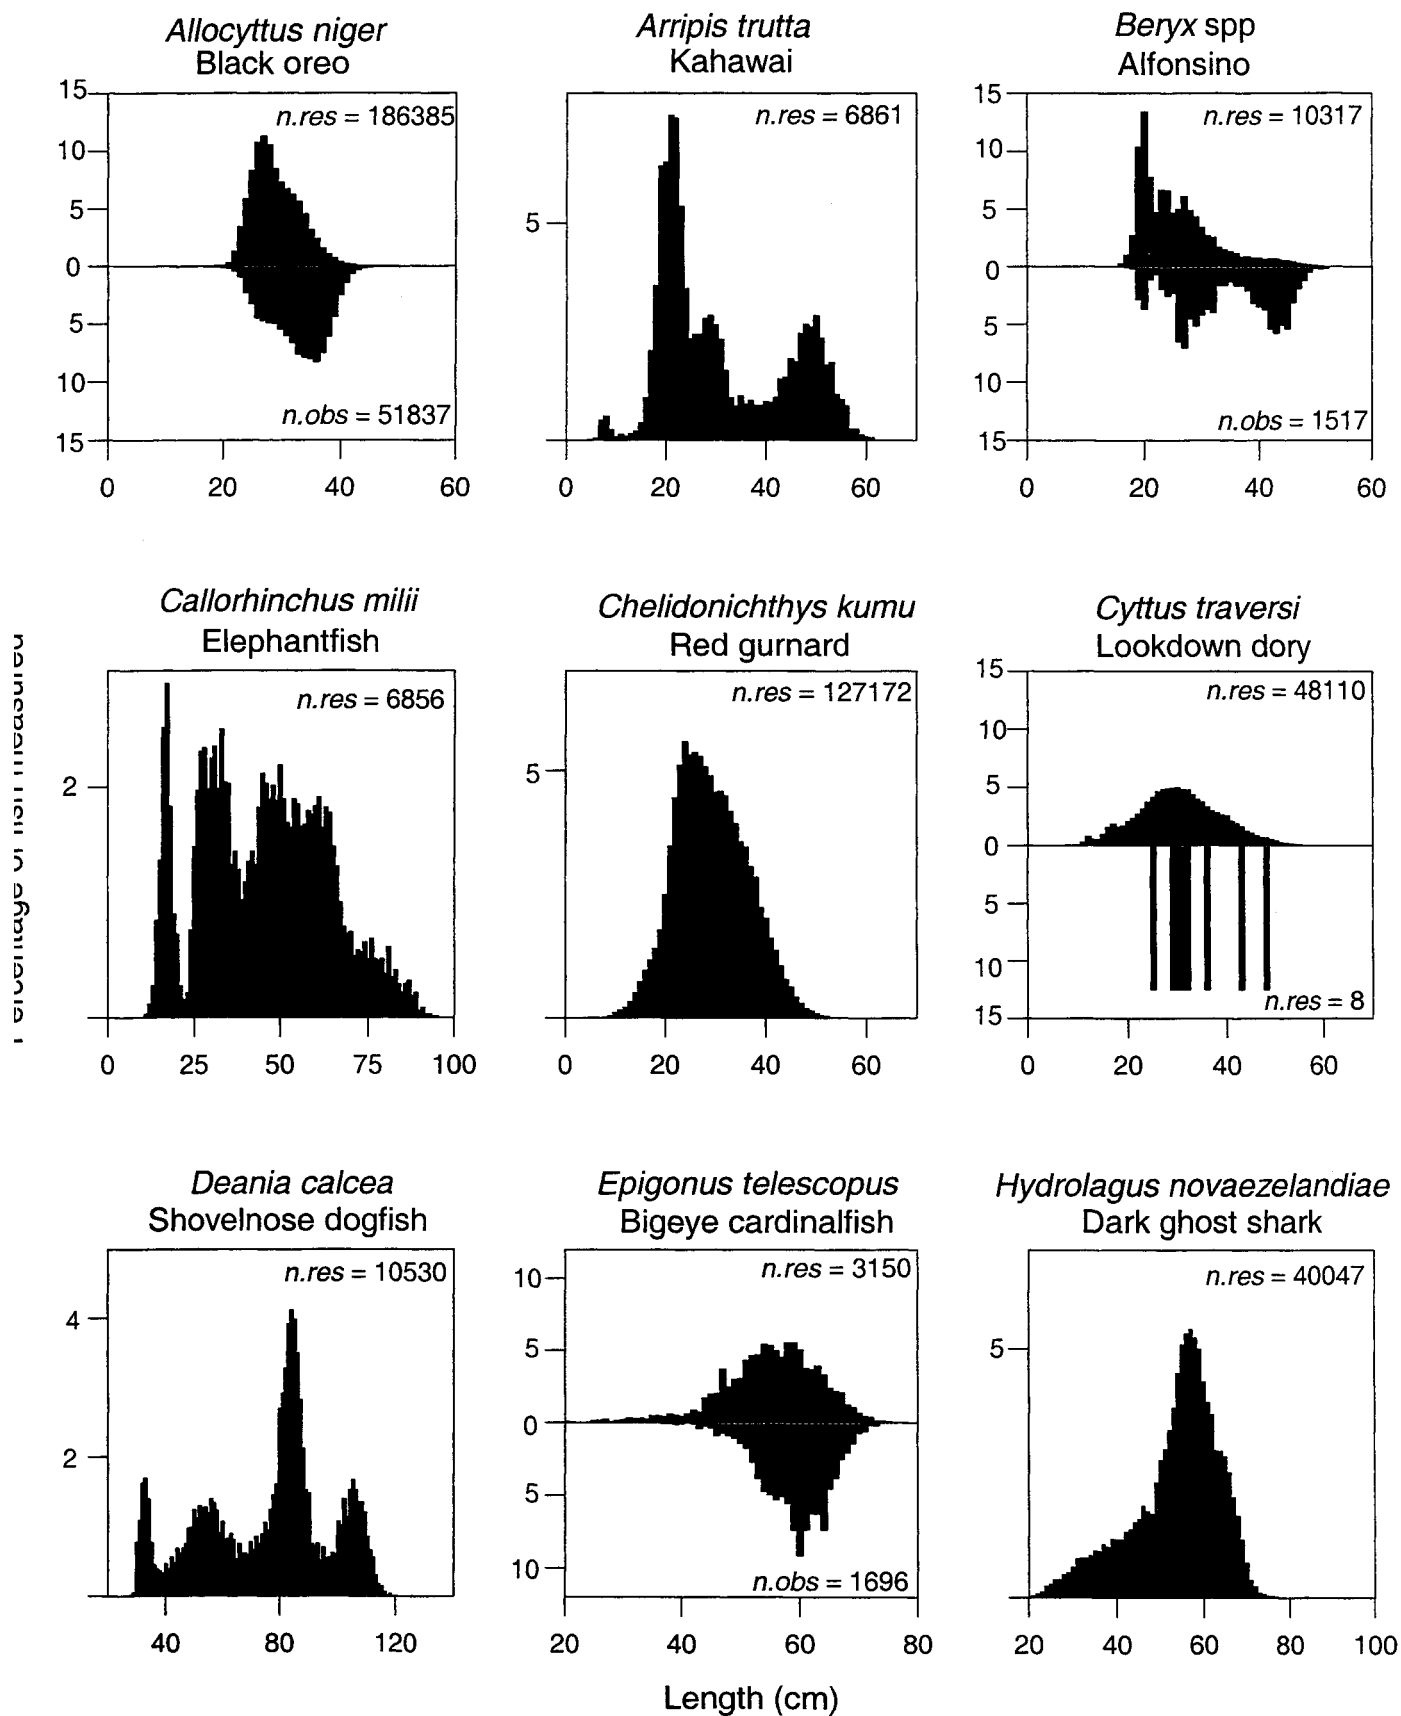 Allocyttus niger
Black oreo
15
10
5
0
5
10
15
n.res = 186385
n.obs = 51837
0 20 40 60
Arripis trutta
Kahawai
5
n.res = 6861
0 20 40 60
Beryx spp
Alfonsino
15
10
5
0
5
10
15
n.res = 10317
n.obs = 1517
0 20 40 60
Percentage of fish measured
Callorhinchus milii
Elephantfish
2
n.res = 6856
0 25 50 75 100
Chelidonichthys kumu
Red gurnard
5
n.res = 127172
0 20 40 60
Cyttus traversi
Lookdown dory
15
10
5
0
5
10
15
n.res = 48110
n.res = 8
0 20 40 60
Deania calcea
Shovelnose dogfish
4
2
n.res = 10530
40 80 120
Epigonus telescopus
Bigeye cardinalfish
10
5
0
5
10
n.res = 3150
n.obs = 1696
20 40 60 80
Hydrolagus novaezelandiae
Dark ghost shark
5
n.res = 40047
20 40 60 80 100
Length (cm)